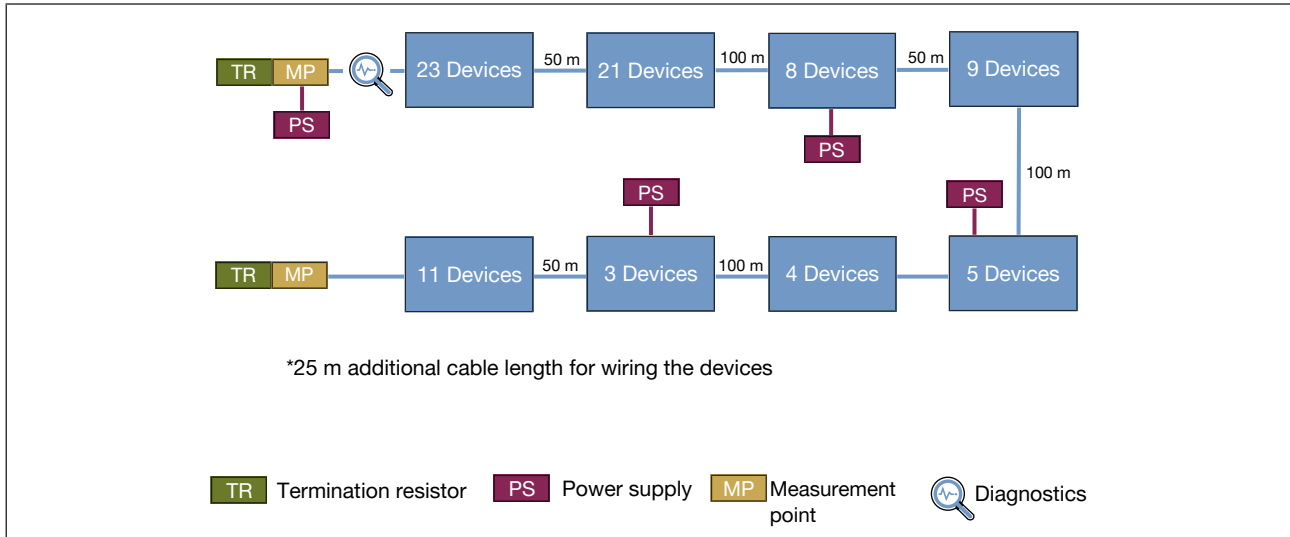 TR MP
PS
23 Devices
50 m
21 Devices
100 m
8 Devices
PS
50 m
9 Devices
100 m
TR MP
11 Devices
50 m
PS
3 Devices
100 m
4 Devices
PS
5 Devices
*25 m additional cable length for wiring the devices
TR Termination resistor
PS Power supply
MP Measurement
point
Diagnostics